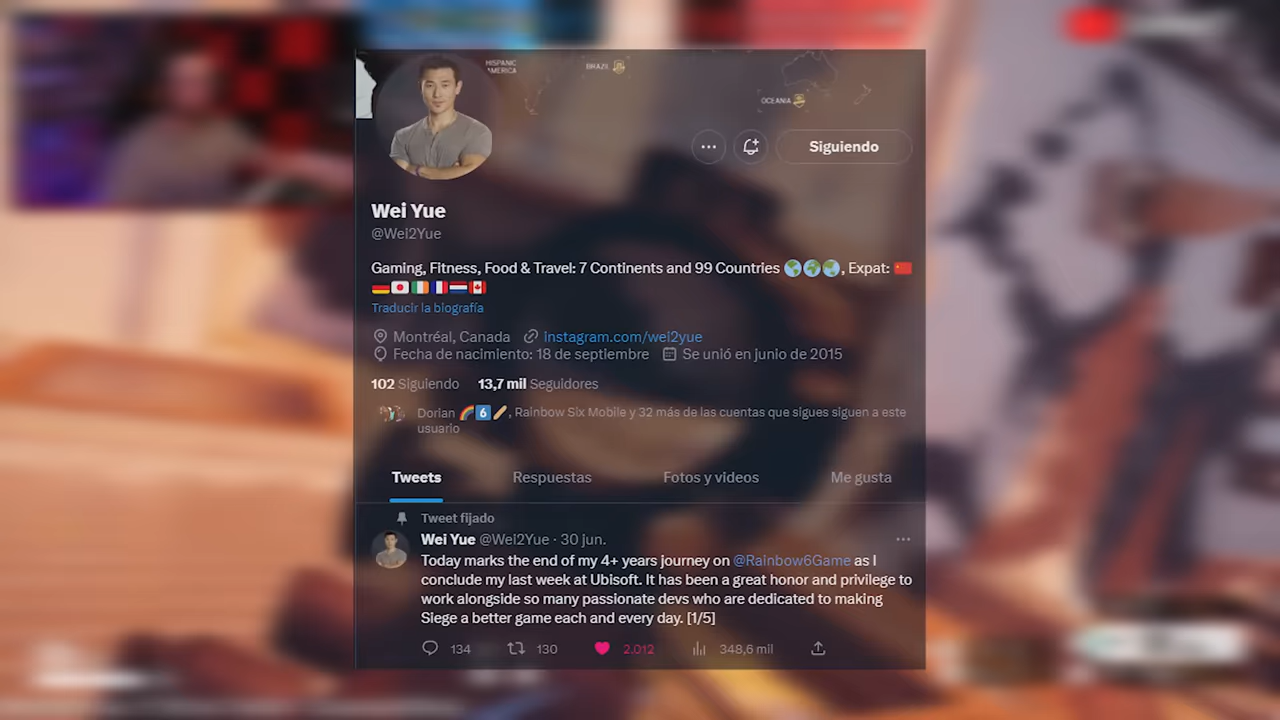 HISPANIC
AMERICA
BRAZIL
OCEANIA
Siguiendo
Wei Yue
@Wei2Yue
Gaming, Fitness, Food & Travel: 7 Continents and 99 Countries 🌎🌍🌏, Expat: 🇨🇳
🇩🇪🇯🇵🇮🇪🇫🇷🇳🇱🇨🇦
Traducir la biografía
Montréal, Canada instagram.com/wei2yue
Fecha de nacimiento: 18 de septiembre Se unió en junio de 2015
102 Siguiendo 13,7 mil Seguidores
Dorian 🌈6️⃣🥖, Rainbow Six Mobile y 32 más de las cuentas que sigues siguen a este
usuario
Tweets Respuestas Fotos y videos Me gusta
Tweet fijado
Wei Yue @Wei2Yue · 30 jun.
Today marks the end of my 4+ years journey on @Rainbow6Game as I
conclude my last week at Ubisoft. It has been a great honor and privilege to
work alongside so many passionate devs who are dedicated to making
Siege a better game each and every day. [1/5]
134 130 2.012 348,6 mil